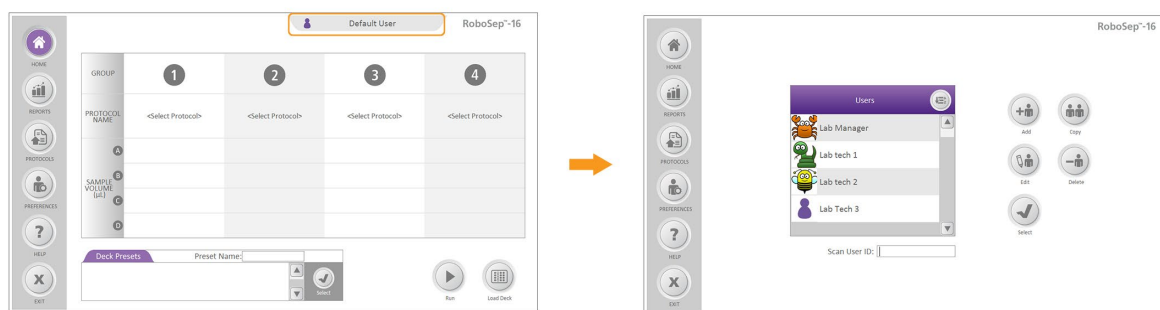 Default User
RoboSep™-16
HOME
REPORTS
PROTOCOLS
PREFERENCES
?
HELP
X
EXIT
GROUP
1
2
3
4
PROTOCOL
NAME
<Select Protocol>
<Select Protocol>
<Select Protocol>
<Select Protocol>
SAMPLE
VOLUME
(µL)
A
B
C
D
Deck Presets
Preset Name:
Select
Run
Load Deck
RoboSep™-16
HOME
REPORTS
PROTOCOLS
PREFERENCES
?
HELP
X
EXIT
Users
Lab Manager
Lab tech 1
Lab tech 2
Lab Tech 3
Scan User ID:
Add
Copy
Edit
Delete
Select